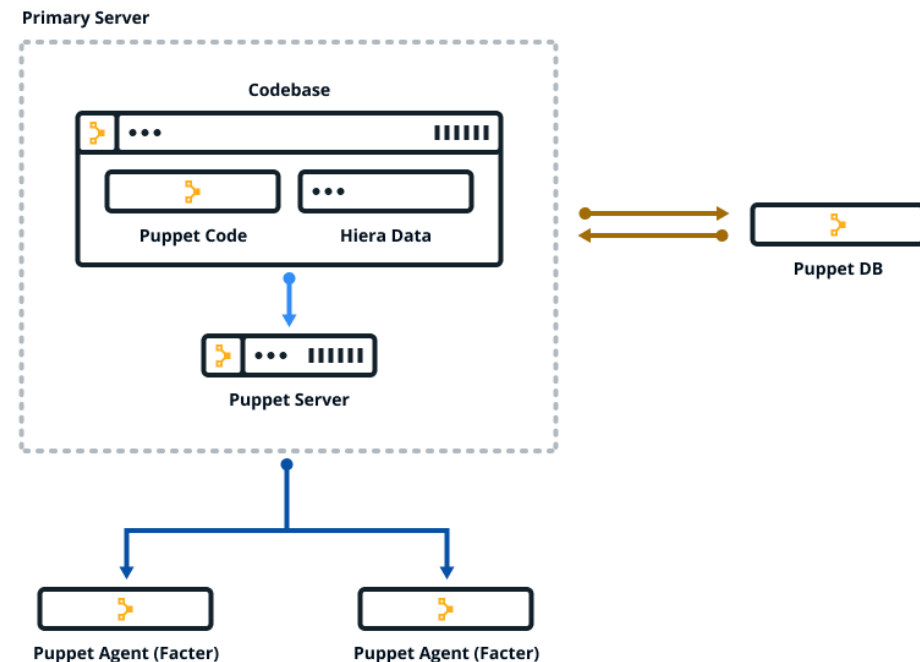 Primary Server
Codebase
Puppet Code
Hiera Data
Puppet DB
Puppet Server
Puppet Agent (Facter)
Puppet Agent (Facter)